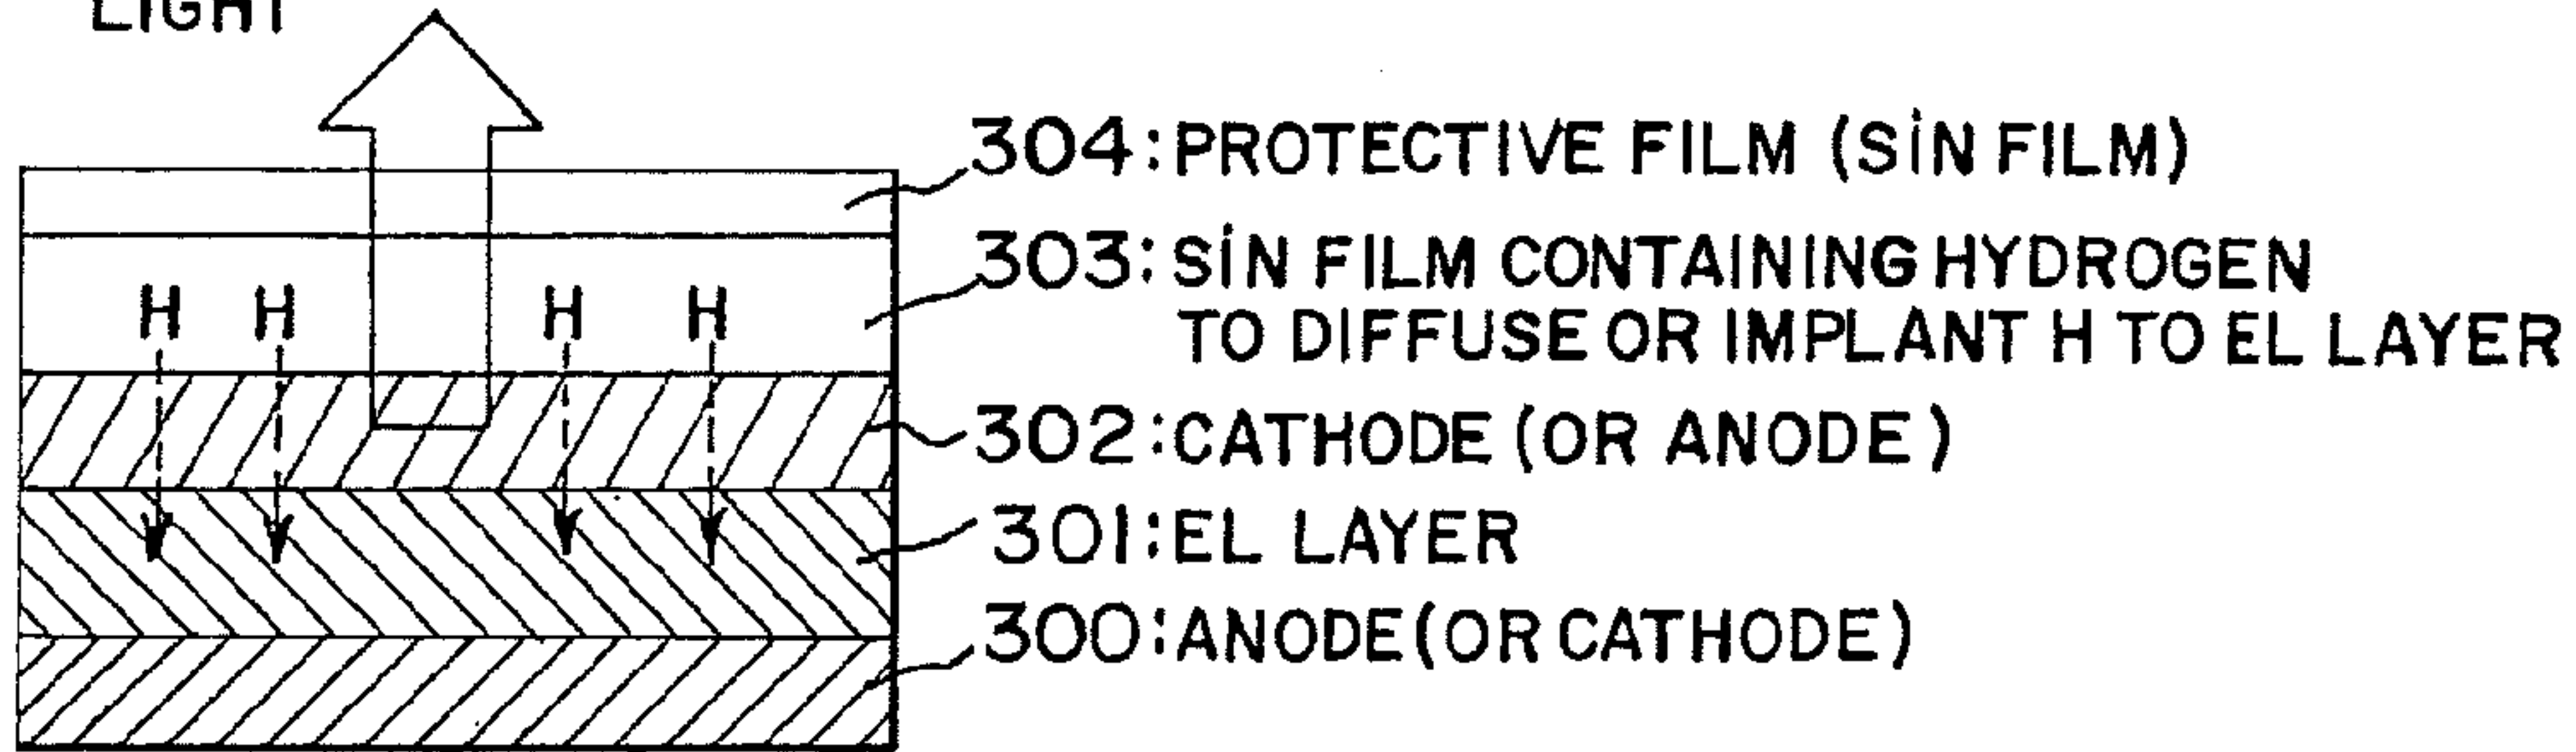 LIGHT
304:PROTECTIVE FILM (SiN FILM)
303:SiN FILM CONTAINING HYDROGEN
TO DIFFUSE OR IMPLANT H TO EL LAYER
H H H H
302:CATHODE (OR ANODE)
301:EL LAYER
300:ANODE(OR CATHODE)